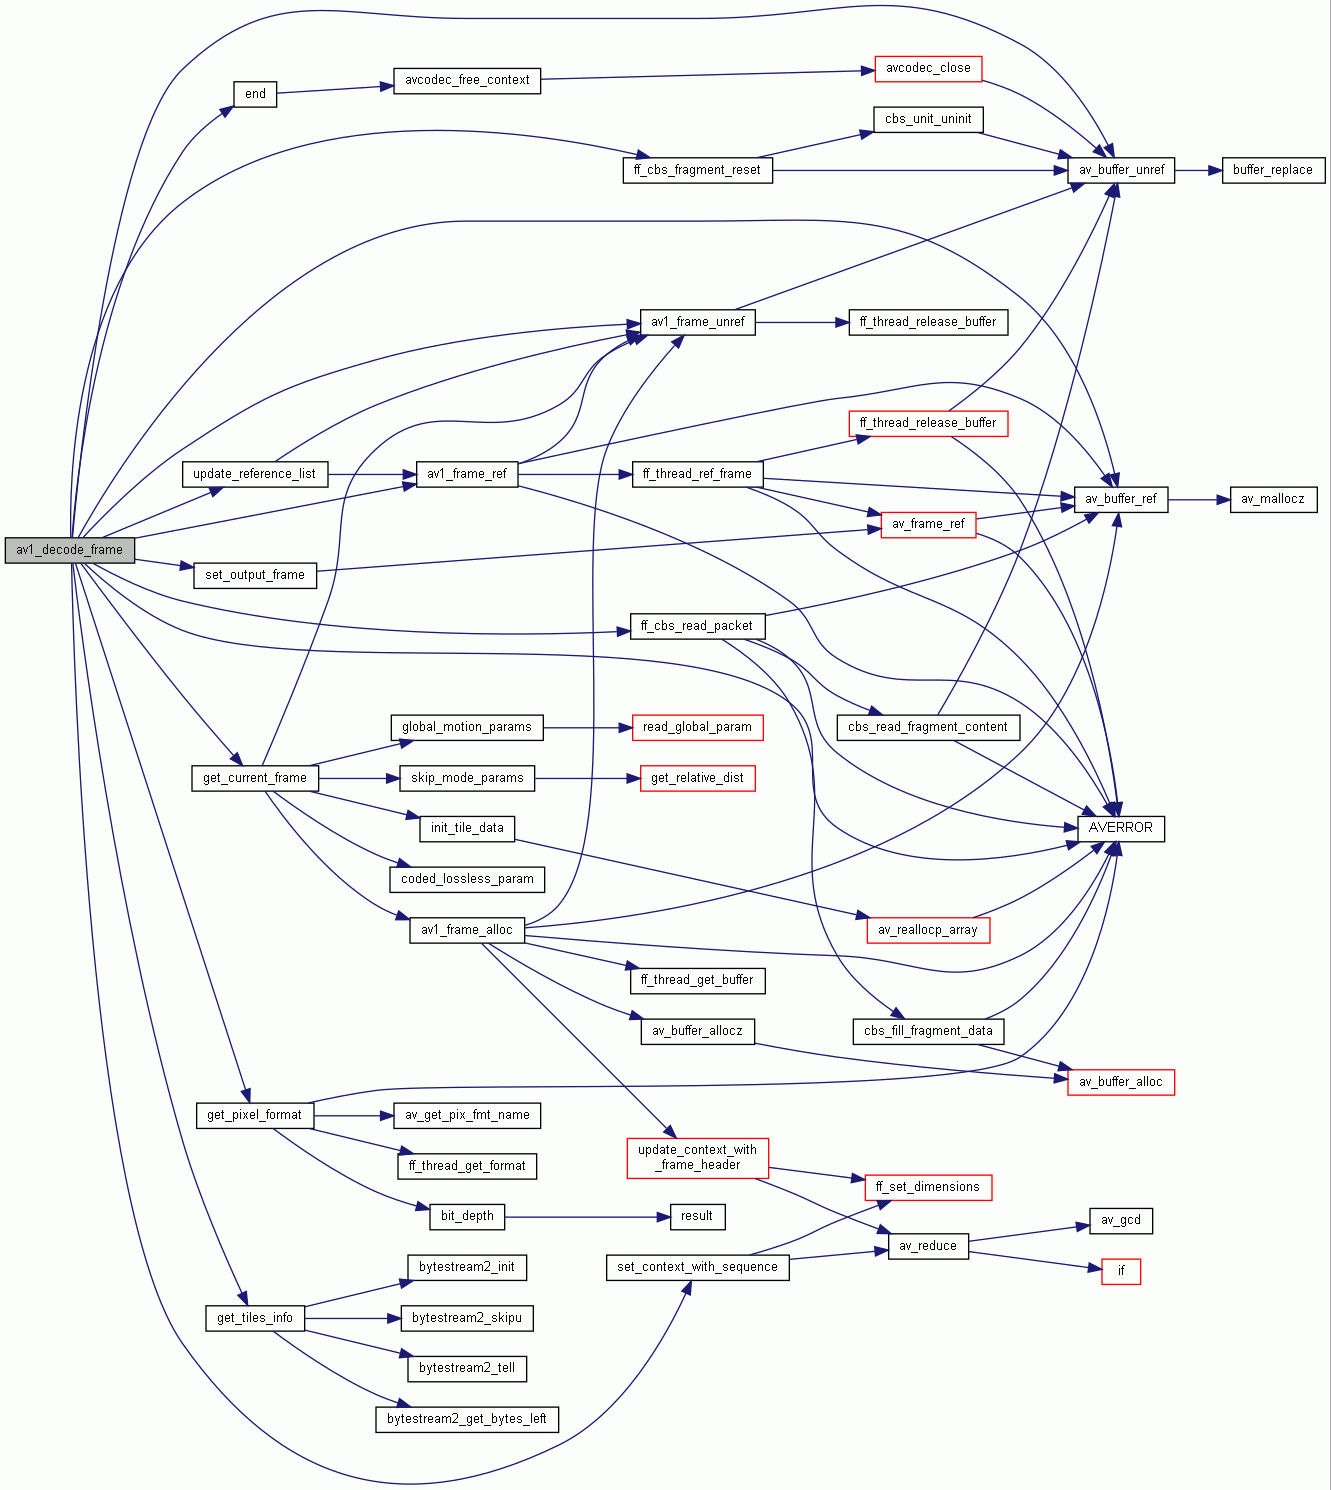 avcodec_close
avcodec_free_context
end
cbs_unit_uninit
ff_cbs_fragment_reset
av_buffer_unref
buffer_replace
av1_frame_unref
ff_thread_release_buffer
ff_thread_release_buffer
update_reference_list
av1_frame_ref
ff_thread_ref_frame
av_buffer_ref
av_mallocz
av_frame_ref
av1_decode_frame
set_output_frame
ff_cbs_read_packet
global_motion_params
read_global_param
cbs_read_fragment_content
get_current_frame
skip_mode_params
get_relative_dist
init_tile_data
AVERROR
coded_lossless_param
av1_frame_alloc
av_reallocp_array
ff_thread_get_buffer
av_buffer_allocz
cbs_fill_fragment_data
av_buffer_alloc
get_pixel_format
av_get_pix_fmt_name
update_context_with
_frame_header
ff_thread_get_format
ff_set_dimensions
bit_depth
result
av_gcd
av_reduce
bytestream2_init
set_context_with_sequence
if
get_tiles_info
bytestream2_skipu
bytestream2_tell
bytestream2_get_bytes_left